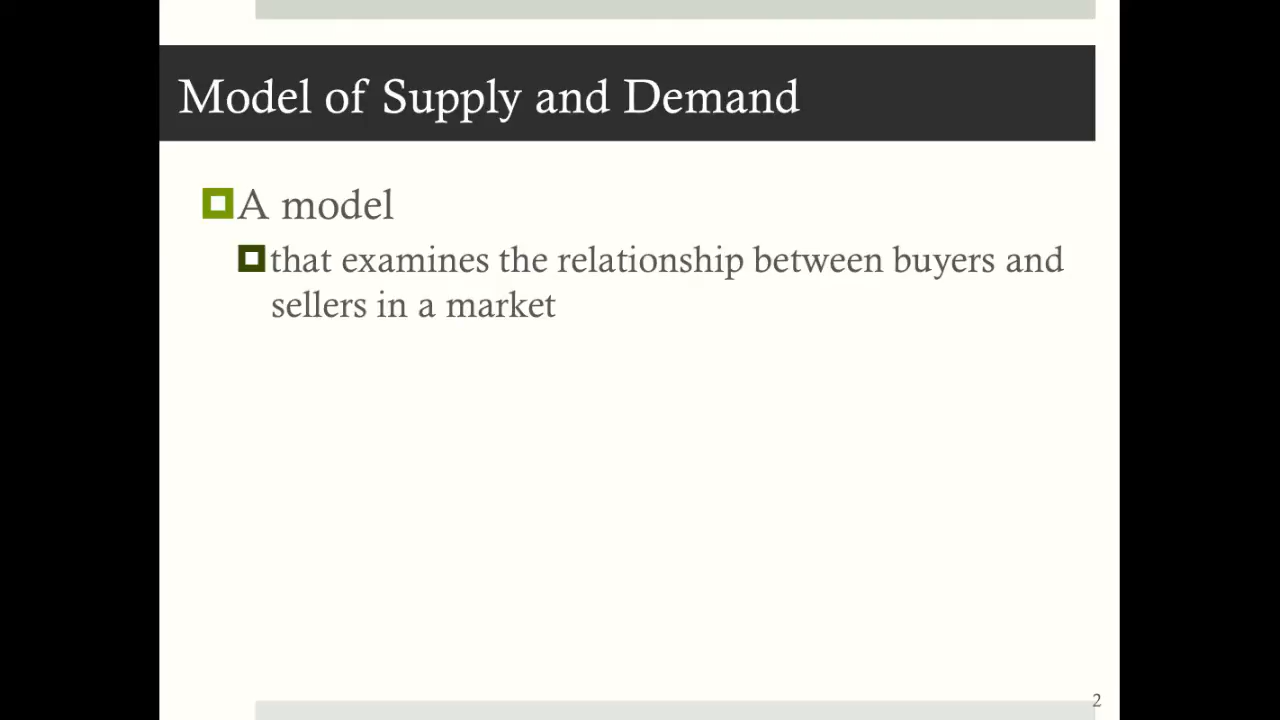 Model of Supply and Demand
A model
that examines the relationship between buyers and
sellers in a market
2